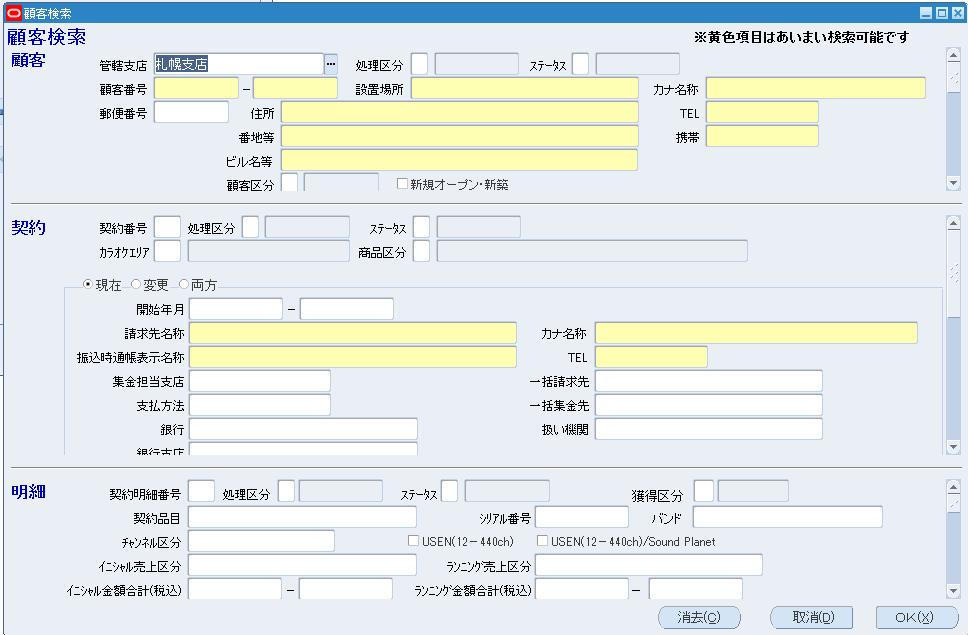 顧客検索
顧客検索 ※黄色項目はあいまい検索可能です
顧客
管轄支店 札幌支店 ... 処理区分 ステータス
顧客番号 － 設置場所 カナ名称
郵便番号 住所 TEL
番地等 携帯
ビル名等
顧客区分 新規オープン・新築
契約
契約番号 処理区分 ステータス
カラオケエリア 商品区分
現在 変更 両方
開始年月 －
請求先名称 カナ名称
振込時通帳表示名称 TEL
集金担当支店 一括請求先
支払方法 一括集金先
銀行 扱い機関
銀行支店
明細
契約明細番号 処理区分 ステータス 獲得区分
契約品目 シリアル番号 バンド
チャンネル区分 USEN(12－440ch) USEN(12－440ch)/Sound Planet
イニシャル売上区分 ランニング売上区分
イニシャル金額合計(税込) － ランニング金額合計(税込) －
消去(C) 取消(D) OK(X)